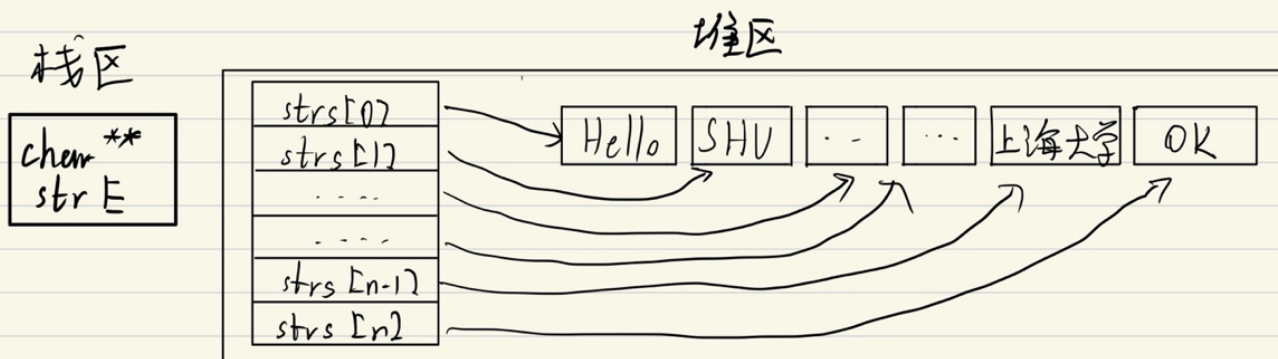 堆区
栈区
char **
strE
strs[0]
strs[1]
....
....
strs[n-1]
strs[n]
Hello
SHU
..
...
上海大学
OK